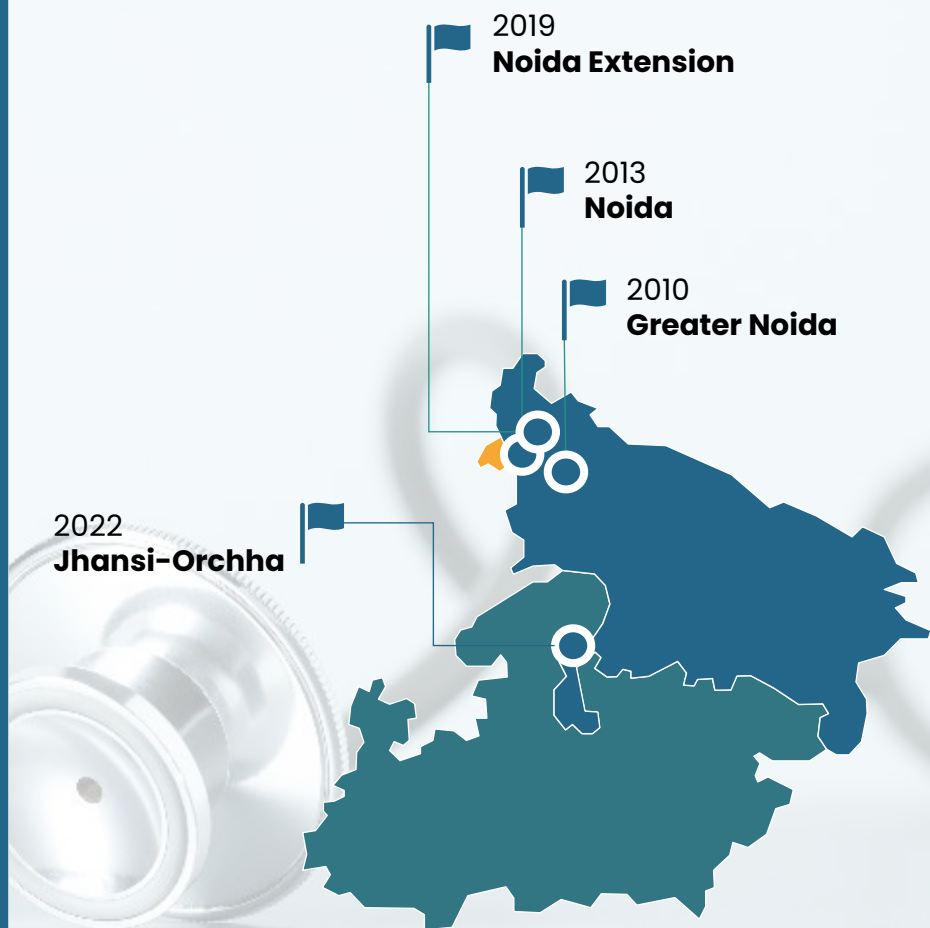 2019
Noida Extension
2013
Noida
2010
Greater Noida
2022
Jhansi-Orchha